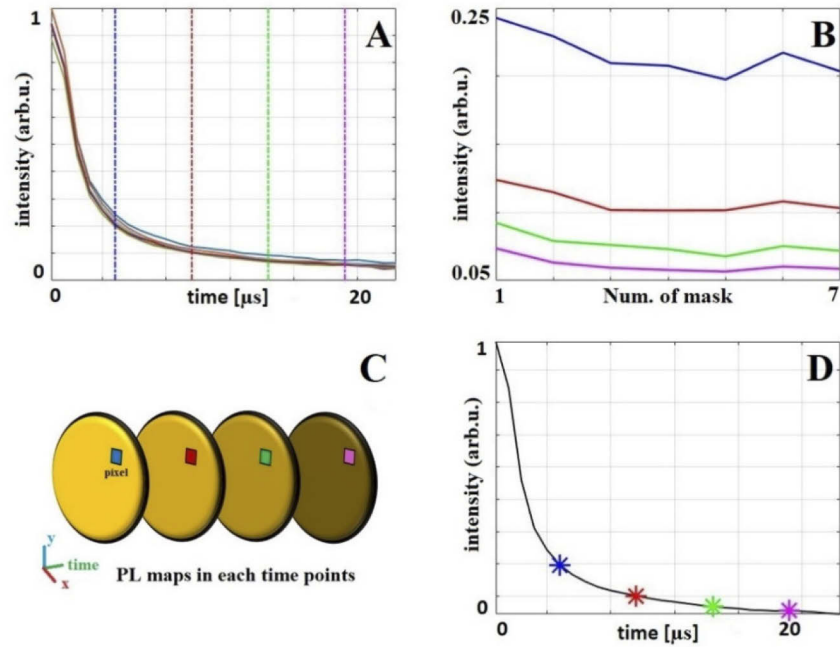 1
A
intensity (arb.u.)
0
0
time [μs]
20
0.25
B
intensity (arb.u.)
0.05
1
Num. of mask
7
C
pixel
y
time
x
PL maps in each time points
1
D
intensity (arb.u.)
0
0
time [μs]
20